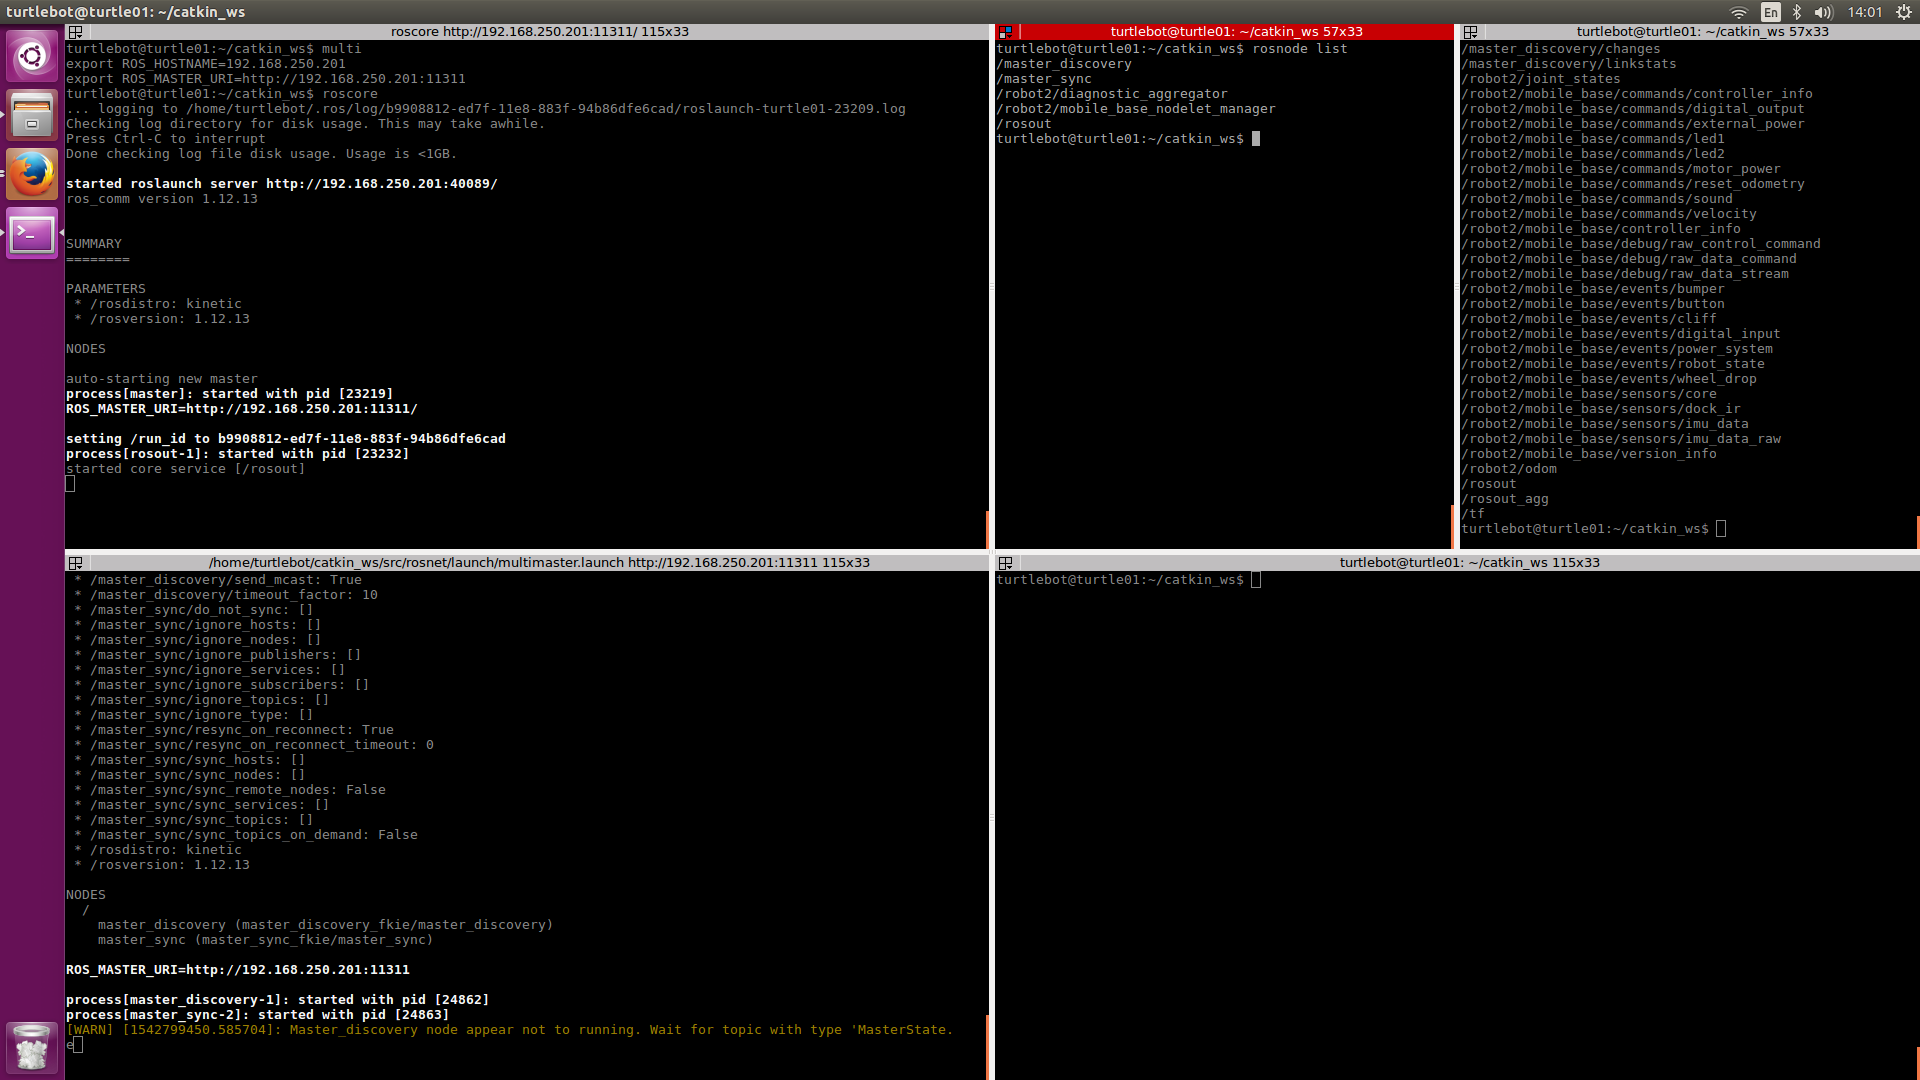 turtlebot@turtle01: ~/catkin_ws
En
14:01
roscore http://192.168.250.201:11311/ 115x33
turtlebot@turtle01:~/catkin_ws$ multi
export ROS_HOSTNAME=192.168.250.201
export ROS_MASTER_URI=http://192.168.250.201:11311
turtlebot@turtle01:~/catkin_ws$ roscore
... logging to /home/turtlebot/.ros/log/b9908812-ed7f-11e8-883f-94b86dfe6cad/roslaunch-turtle01-23209.log
Checking log directory for disk usage. This may take awhile.
Press Ctrl-C to interrupt
Done checking log file disk usage. Usage is <1GB.
started roslaunch server http://192.168.250.201:40089/
ros_comm version 1.12.13
SUMMARY
========
PARAMETERS
* /rosdistro: kinetic
* /rosversion: 1.12.13
NODES
auto-starting new master
process[master]: started with pid [23219]
ROS_MASTER_URI=http://192.168.250.201:11311/
setting /run_id to b9908812-ed7f-11e8-883f-94b86dfe6cad
process[rosout-1]: started with pid [23232]
started core service [/rosout]
turtlebot@turtle01: ~/catkin_ws 57x33
turtlebot@turtle01:~/catkin_ws$ rosnode list
/master_discovery
/master_sync
/robot2/diagnostic_aggregator
/robot2/mobile_base_nodelet_manager
/rosout
turtlebot@turtle01:~/catkin_ws$
turtlebot@turtle01: ~/catkin_ws 57x33
/master_discovery/changes
/master_discovery/linkstats
/robot2/joint_states
/robot2/mobile_base/commands/controller_info
/robot2/mobile_base/commands/digital_output
/robot2/mobile_base/commands/external_power
/robot2/mobile_base/commands/led1
/robot2/mobile_base/commands/led2
/robot2/mobile_base/commands/motor_power
/robot2/mobile_base/commands/reset_odometry
/robot2/mobile_base/commands/sound
/robot2/mobile_base/commands/velocity
/robot2/mobile_base/controller_info
/robot2/mobile_base/debug/raw_control_command
/robot2/mobile_base/debug/raw_data_command
/robot2/mobile_base/debug/raw_data_stream
/robot2/mobile_base/events/bumper
/robot2/mobile_base/events/button
/robot2/mobile_base/events/cliff
/robot2/mobile_base/events/digital_input
/robot2/mobile_base/events/power_system
/robot2/mobile_base/events/robot_state
/robot2/mobile_base/events/wheel_drop
/robot2/mobile_base/sensors/core
/robot2/mobile_base/sensors/dock_ir
/robot2/mobile_base/sensors/imu_data
/robot2/mobile_base/sensors/imu_data_raw
/robot2/mobile_base/version_info
/robot2/odom
/rosout
/rosout_agg
/tf
turtlebot@turtle01:~/catkin_ws$
/home/turtlebot/catkin_ws/src/rosnet/launch/multimaster.launch http://192.168.250.201:11311 115x33
* /master_discovery/send_mcast: True
* /master_discovery/timeout_factor: 10
* /master_sync/do_not_sync: []
* /master_sync/ignore_hosts: []
* /master_sync/ignore_nodes: []
* /master_sync/ignore_publishers: []
* /master_sync/ignore_services: []
* /master_sync/ignore_subscribers: []
* /master_sync/ignore_topics: []
* /master_sync/ignore_type: []
* /master_sync/resync_on_reconnect: True
* /master_sync/resync_on_reconnect_timeout: 0
* /master_sync/sync_hosts: []
* /master_sync/sync_nodes: []
* /master_sync/sync_remote_nodes: False
* /master_sync/sync_services: []
* /master_sync/sync_topics: []
* /master_sync/sync_topics_on_demand: False
* /rosdistro: kinetic
* /rosversion: 1.12.13
NODES
/
master_discovery (master_discovery_fkie/master_discovery)
master_sync (master_sync_fkie/master_sync)
ROS_MASTER_URI=http://192.168.250.201:11311
process[master_discovery-1]: started with pid [24862]
process[master_sync-2]: started with pid [24863]
[WARN] [1542799450.585704]: Master_discovery node appear not to running. Wait for topic with type 'MasterState.
e
turtlebot@turtle01: ~/catkin_ws 115x33
turtlebot@turtle01:~/catkin_ws$